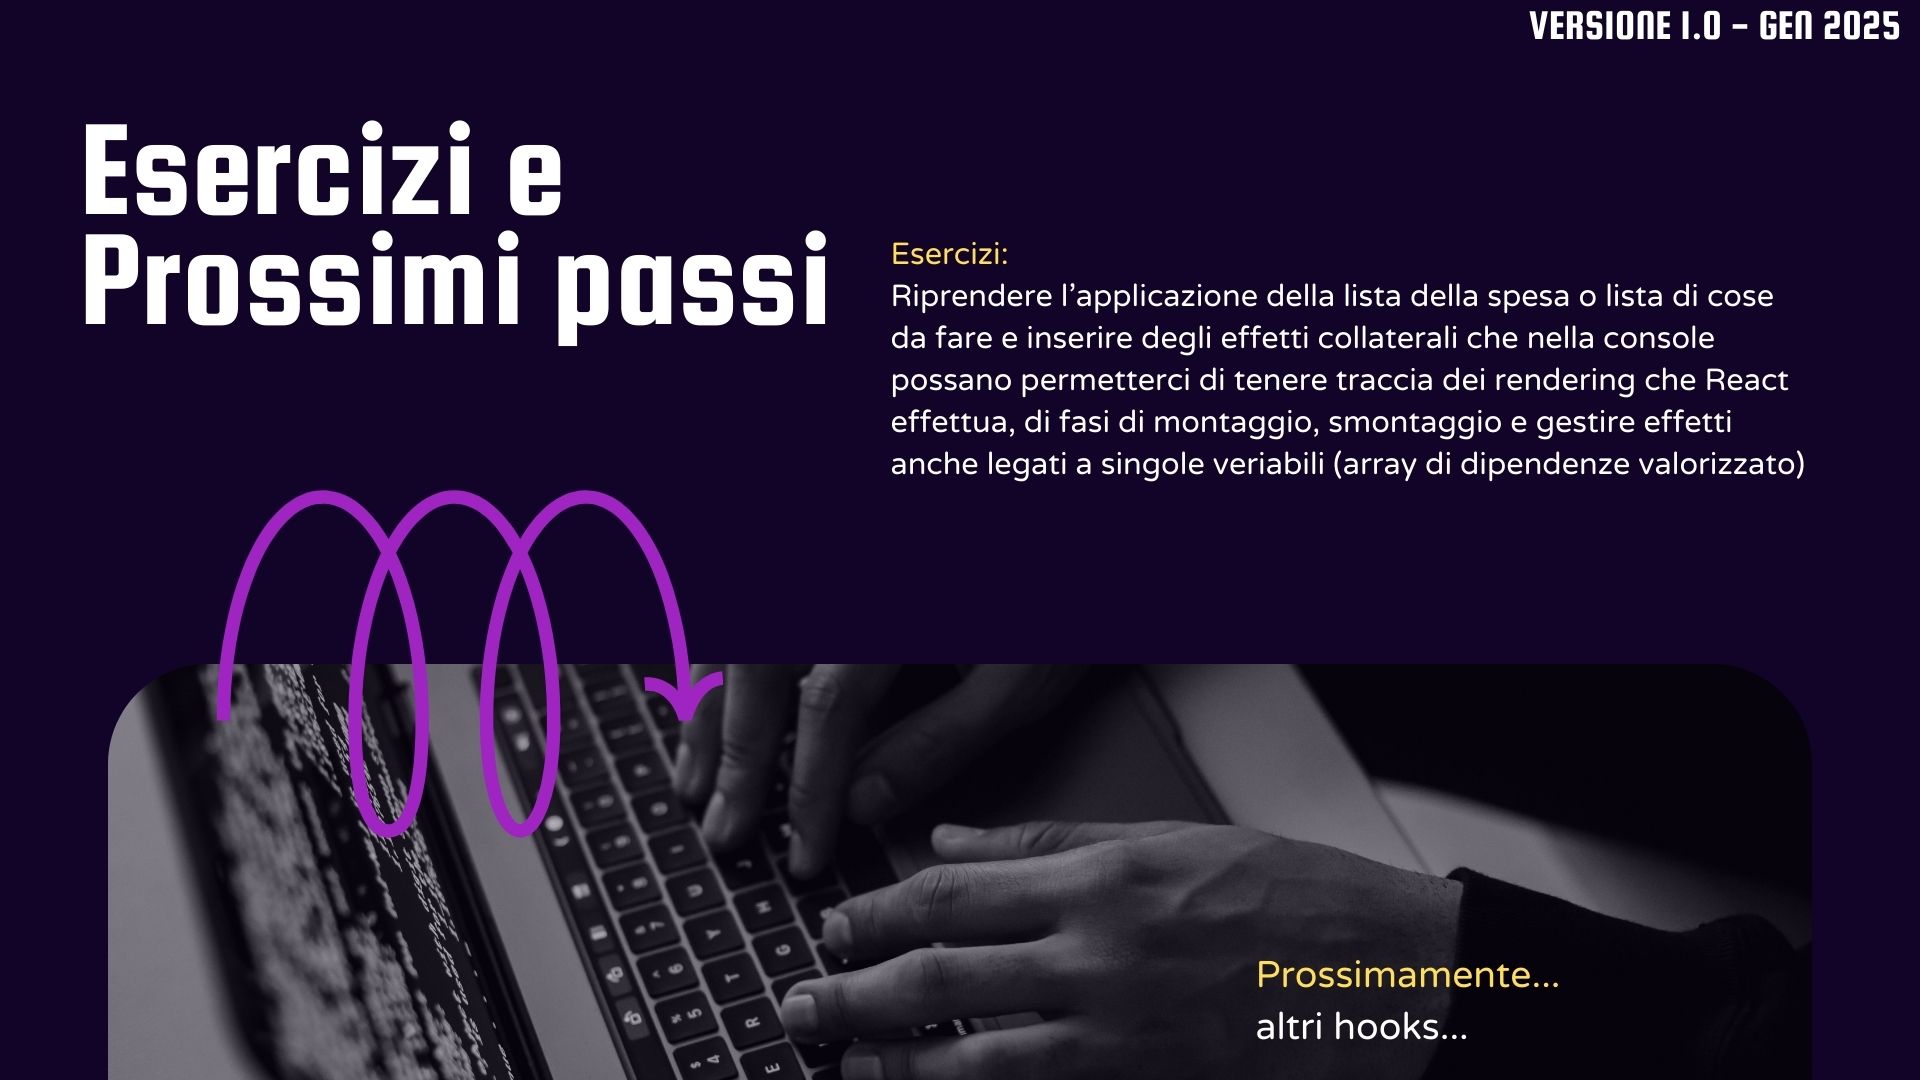 VERSIONE 1.0 - GEN 2025
Esercizi e
Prossimi passi
Esercizi:
Riprendere l’applicazione della lista della spesa o lista di cose
da fare e inserire degli effetti collaterali che nella console
possano permetterci di tenere traccia dei rendering che React
effettua, di fasi di montaggio, smontaggio e gestire effetti
anche legati a singole veriabili (array di dipendenze valorizzato)
Prossimamente...
altri hooks...